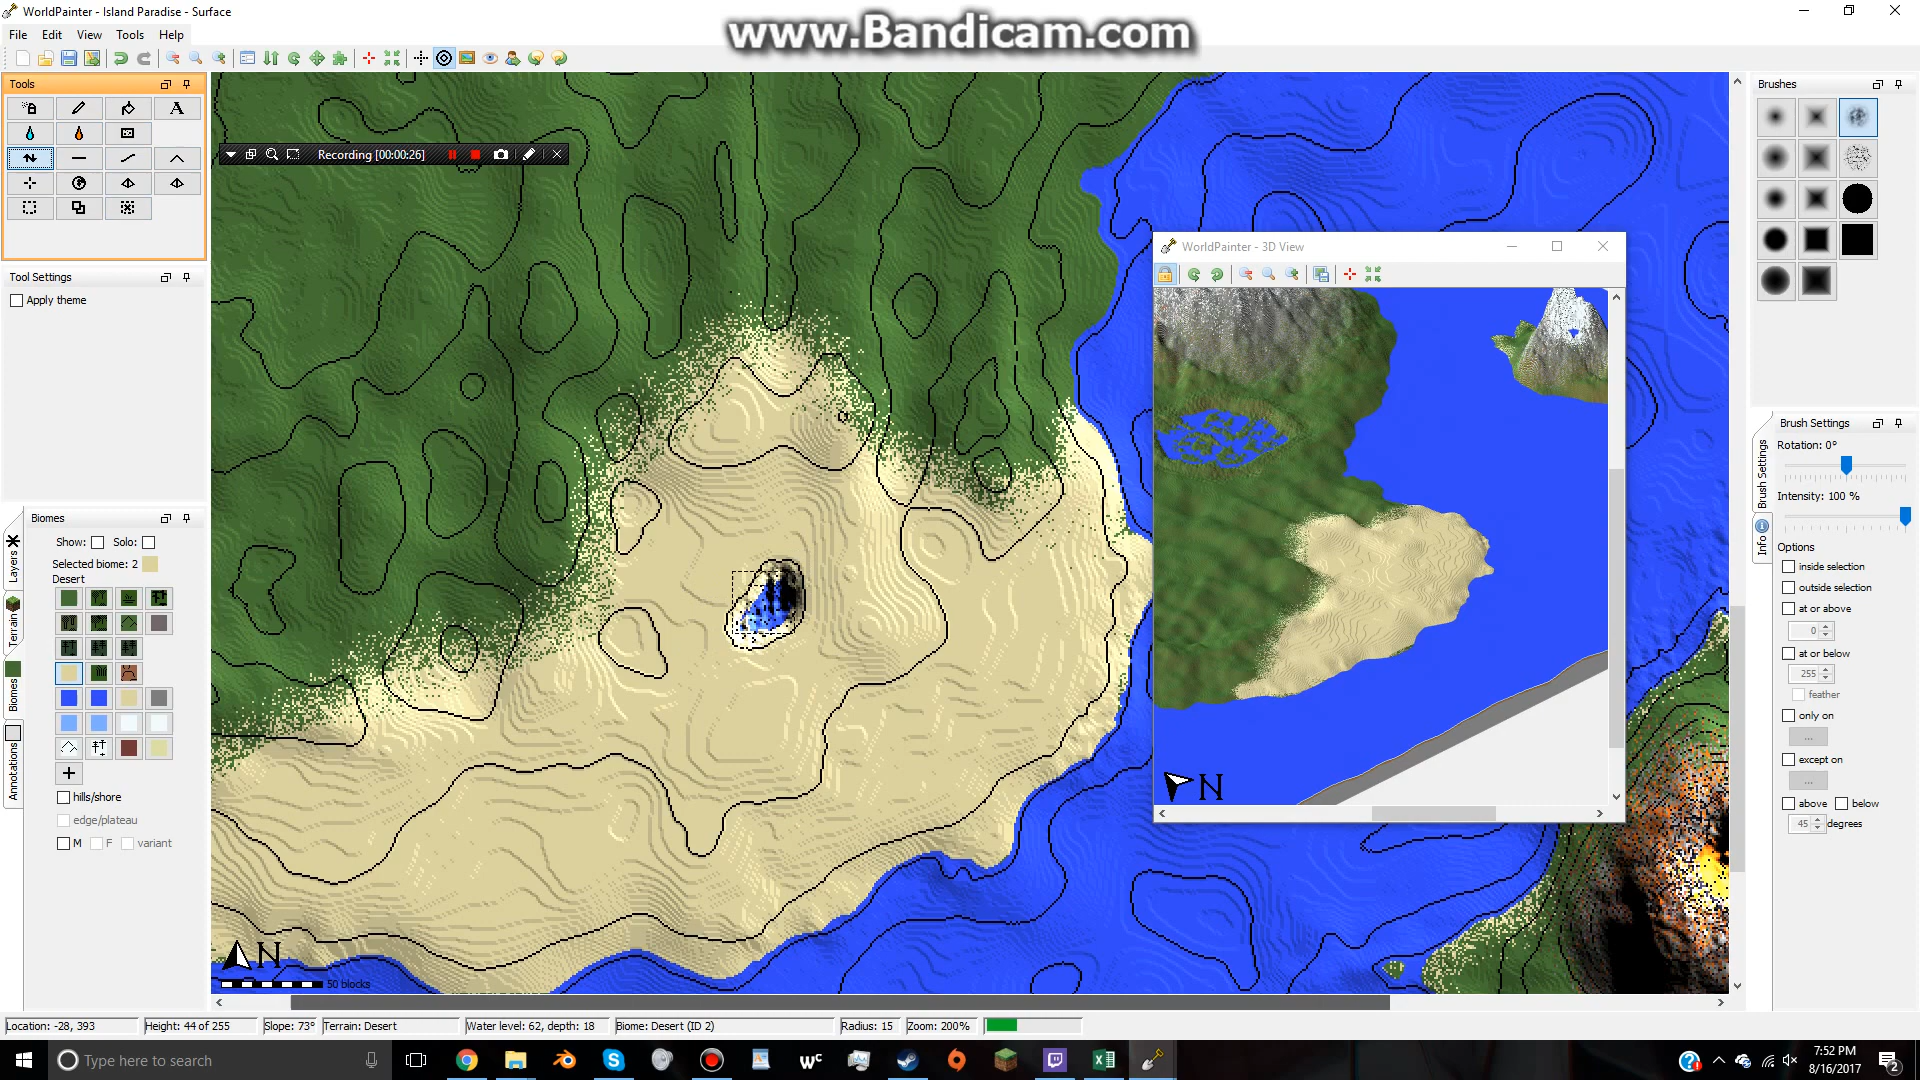 WorldPainter - Island Paradise - Surface
www.Bandicam.com
File Edit View Tools Help
Tools
Recording [00:00:26]
Tool Settings
Apply theme
Biomes
Show: Solo:
Selected biome: 2
Desert
Layers
Terrain
Biomes
Annotations
hills/shore
edge/plateau
M F variant
WorldPainter - 3D View
N
N
50 blocks
Brushes
Brush Settings
Brush Settings
Info
Rotation: 0°
Intensity: 100 %
Options
inside selection
outside selection
at or above
0
at or below
255
feather
only on
...
except on
...
above below
45 degrees
Location: -28, 393 Height: 44 of 255 Slope: 73° Terrain: Desert Water level: 62, depth: 18 Biome: Desert (ID 2) Radius: 15 Zoom: 200%
Type here to search
7:52 PM
8/16/2017
2